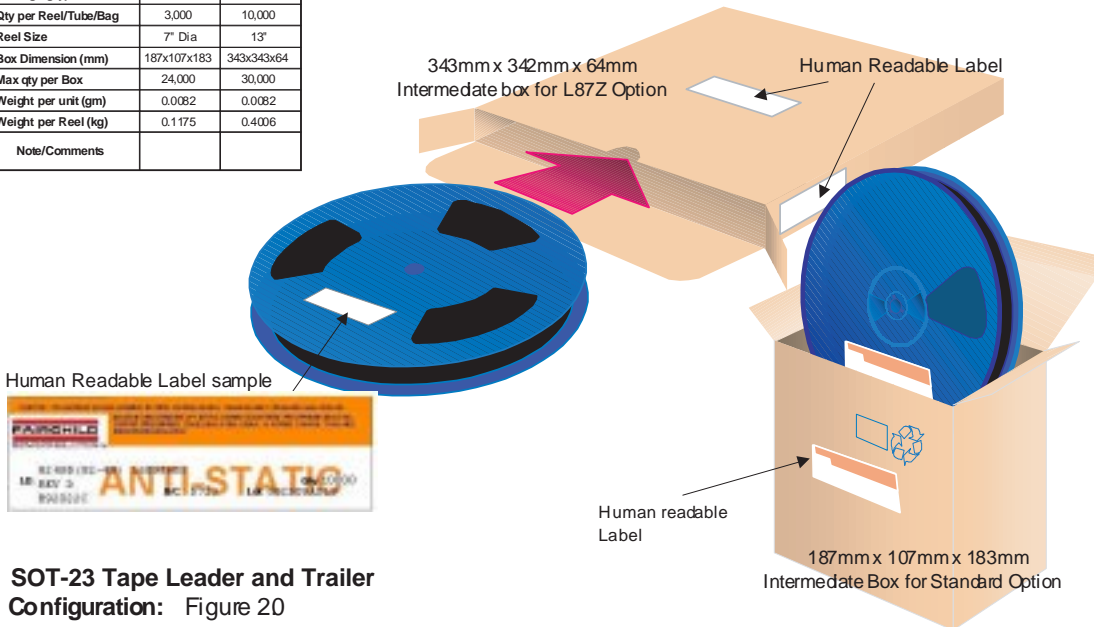 Qty per Reel/Tube/Bag 3,000 10,000
Reel Size 7" Dia 13"
Box Dimension (mm) 187x107x183 343x343x64
Max qty per Box 24,000 30,000
Weight per unit (gm) 0.0082 0.0082
Weight per Reel (kg) 0.1175 0.4006
Note/Comments
343mm x 342mm x 64mm
Intermediate box for L87Z Option
Human Readable Label
Human Readable Label sample
FAIRCHILD
ANTI-STATIC
Human readable
Label
187mm x 107mm x 183mm
Intermediate Box for Standard Option
SOT-23 Tape Leader and Trailer
Configuration: Figure 2.0